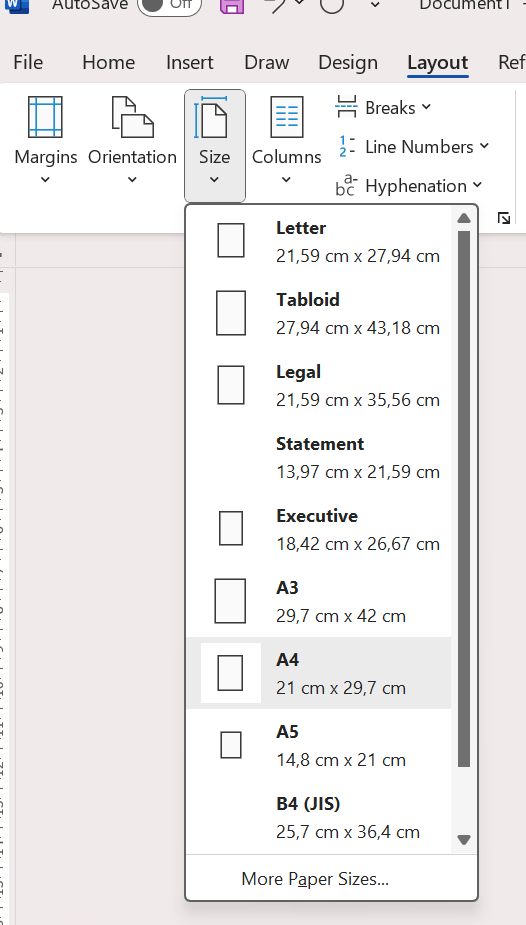 W AutoSave Off Document1 -
File Home Insert Draw Design Layout Ref
Margins Orientation Size Columns
Breaks
Line Numbers
Hyphenation
Letter
21,59 cm x 27,94 cm
Tabloid
27,94 cm x 43,18 cm
Legal
21,59 cm x 35,56 cm
Statement
13,97 cm x 21,59 cm
Executive
18,42 cm x 26,67 cm
A3
29,7 cm x 42 cm
A4
21 cm x 29,7 cm
A5
14,8 cm x 21 cm
B4 (JIS)
25,7 cm x 36,4 cm
More Paper Sizes...